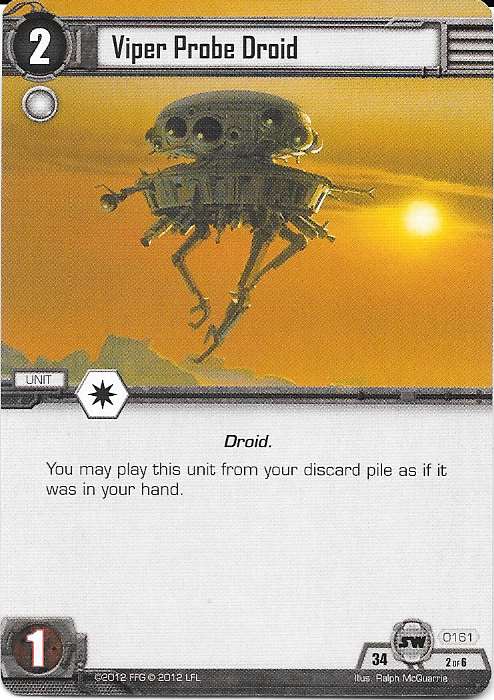 2
Viper Probe Droid
UNIT
Droid.
You may play this unit from your discard pile as if it
was in your hand.
1
34
SW
0161
2 OF 6
©2012 FFG © 2012 LFL
Illus. Ralph McQuarrie